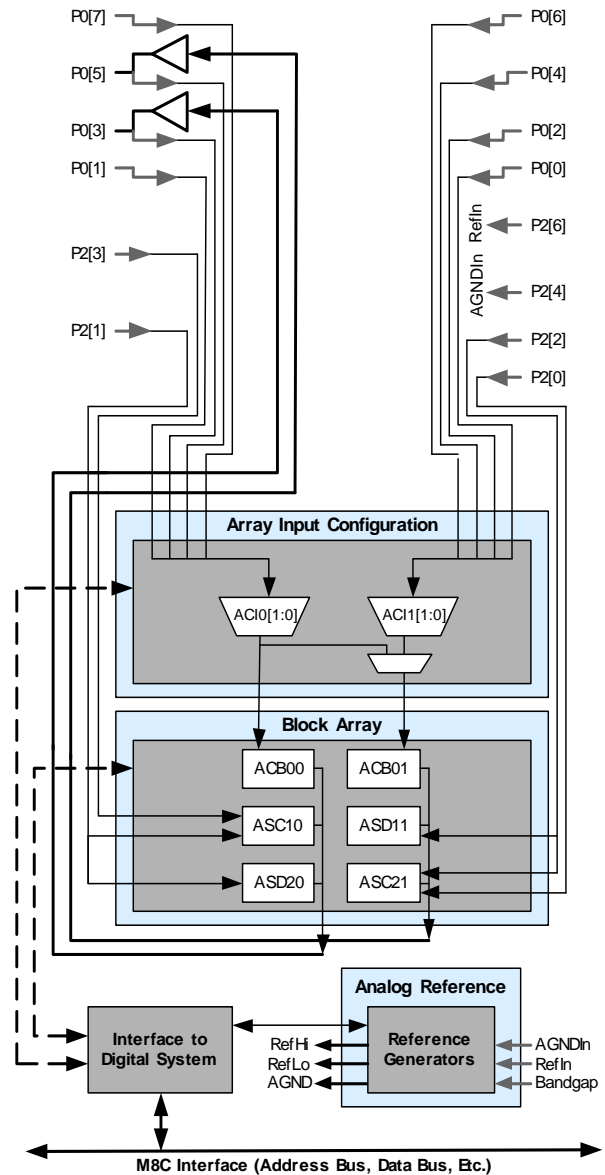 P0[7]
P0[6]
P0[5]
P0[4]
P0[3]
P0[2]
P0[1]
P0[0]
P2[3]
P2[6]
AGNDIn RefIn
P2[4]
P2[1]
P2[2]
P2[0]
Array Input Configuration
ACI0[1:0]
ACI1[1:0]
Block Array
ACB00
ACB01
ASC10
ASD11
ASD20
ASC21
Analog Reference
Interface to
Digital System
Reference
Generators
RefHi
RefLo
AGND
AGNDIn
RefIn
Bandgap
M8C Interface (Address Bus, Data Bus, Etc.)